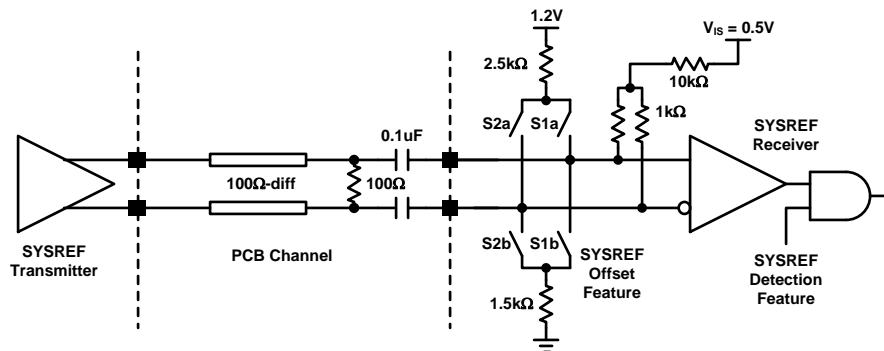 1.2V
V_IS = 0.5V
2.5kΩ
10kΩ
S2a
S1a
1kΩ
SYSREF
Receiver
0.1uF
100Ω-diff
100Ω
SYSREF
Transmitter
PCB Channel
S2b
S1b
SYSREF
Offset
Feature
SYSREF
Detection
Feature
1.5kΩ